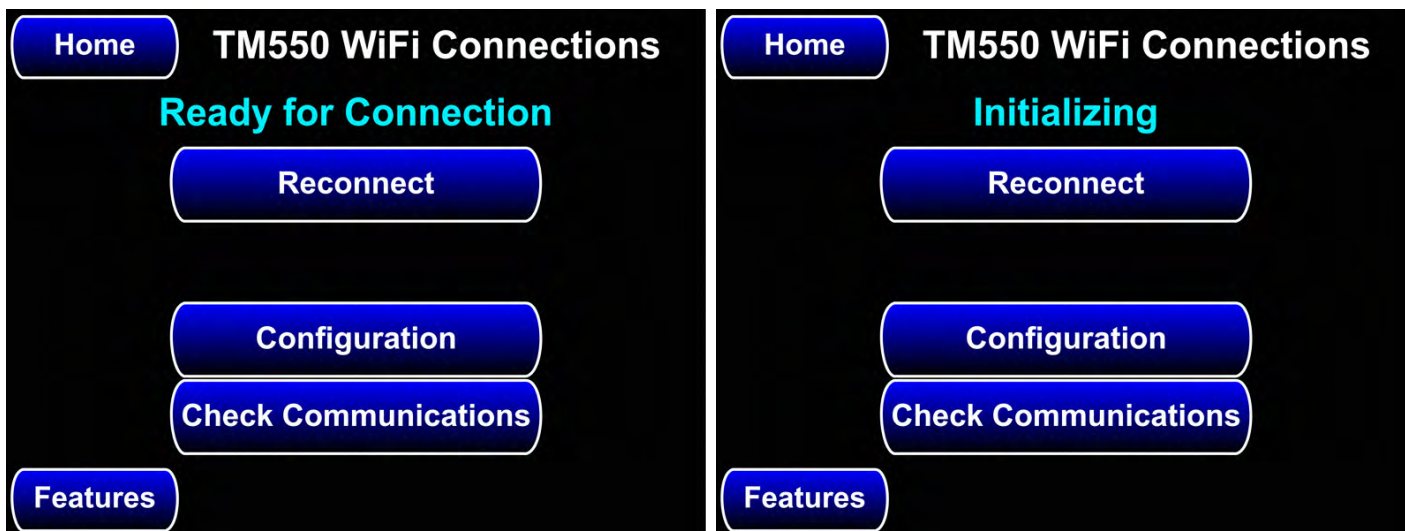 Home TM550 WiFi Connections
Ready for Connection
Reconnect
Configuration
Check Communications
Features
Home TM550 WiFi Connections
Initializing
Reconnect
Configuration
Check Communications
Features